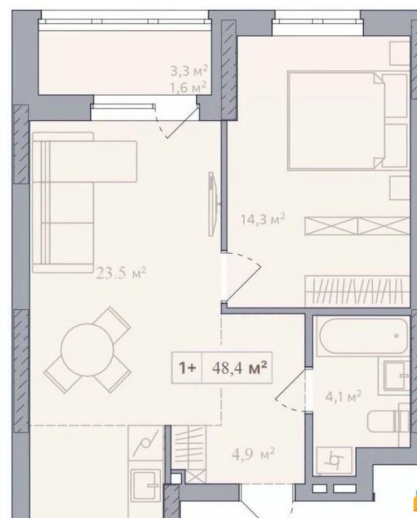 3,3 м²
1,6 м²
14,3 м²
23.5 м²
1+ 48,4 м²
4,1 м²
4,9 м²